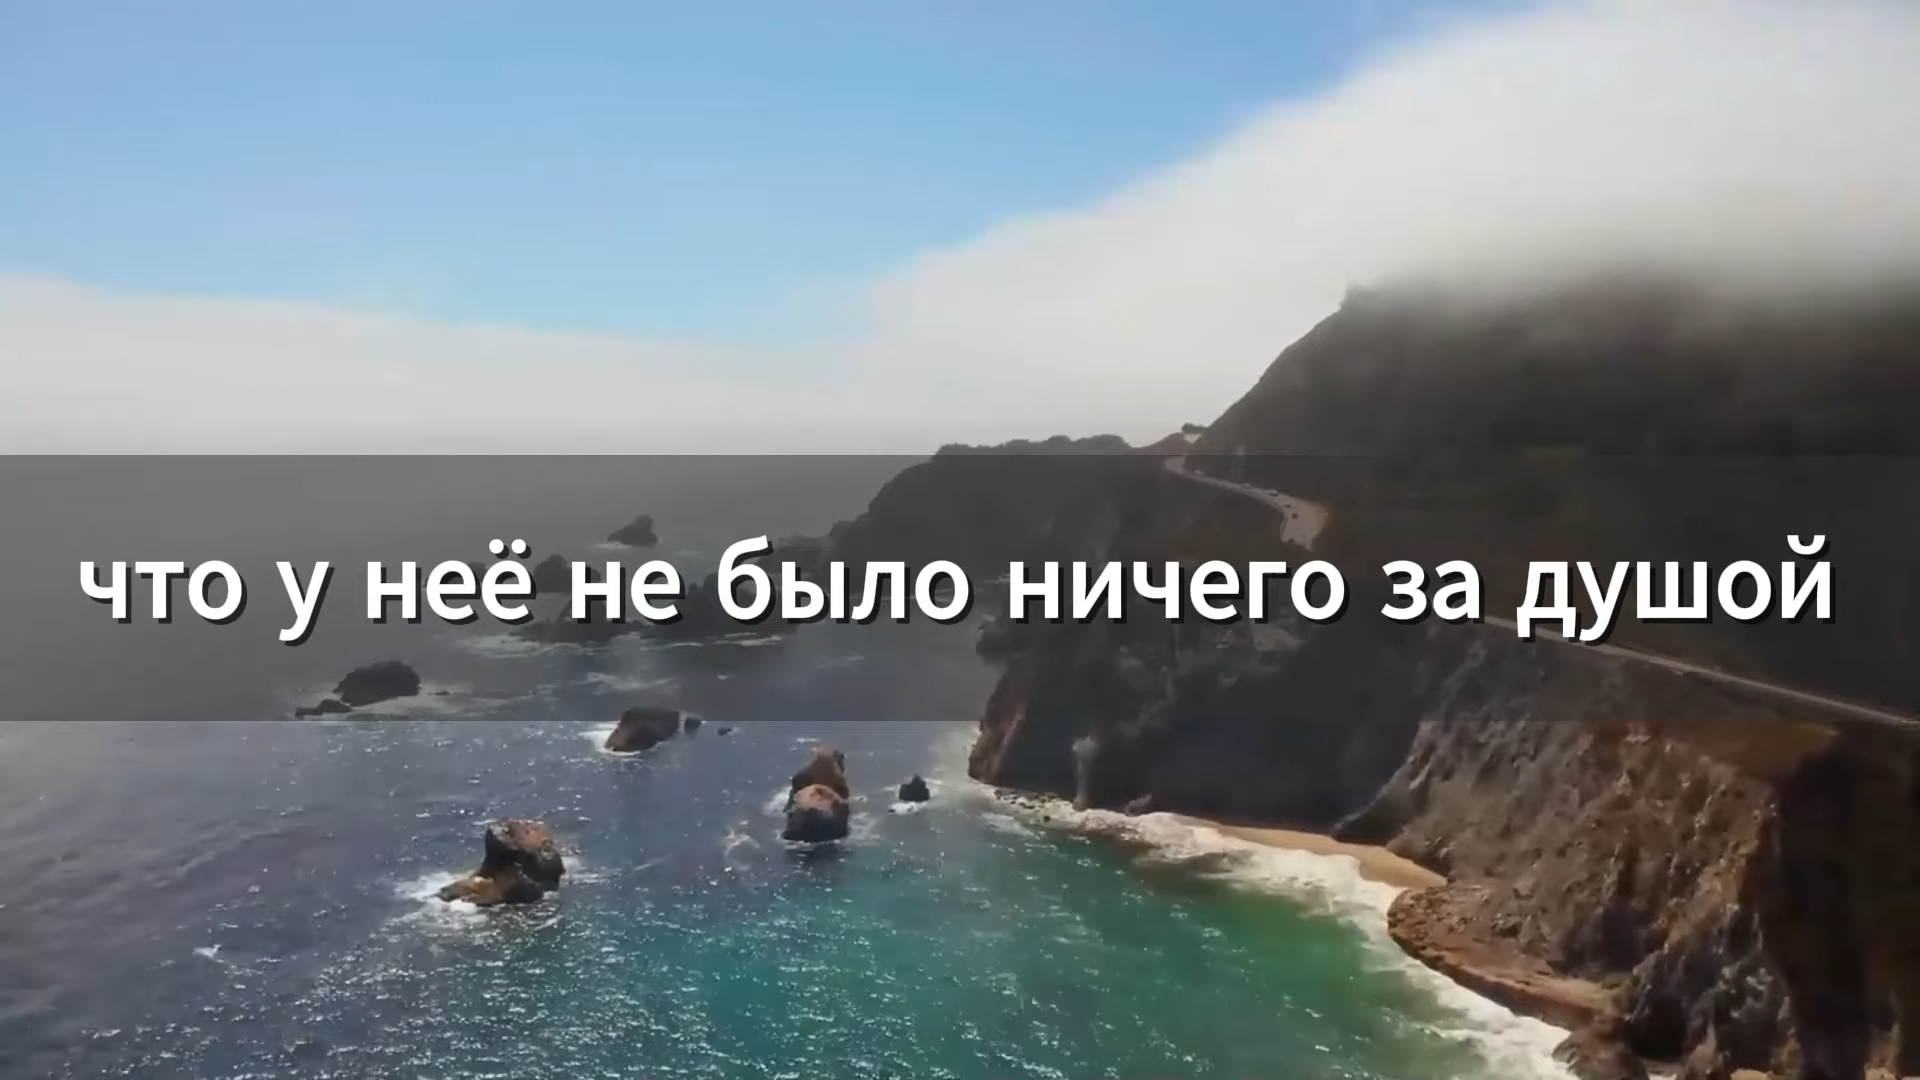 что у неё не было ничего за душой